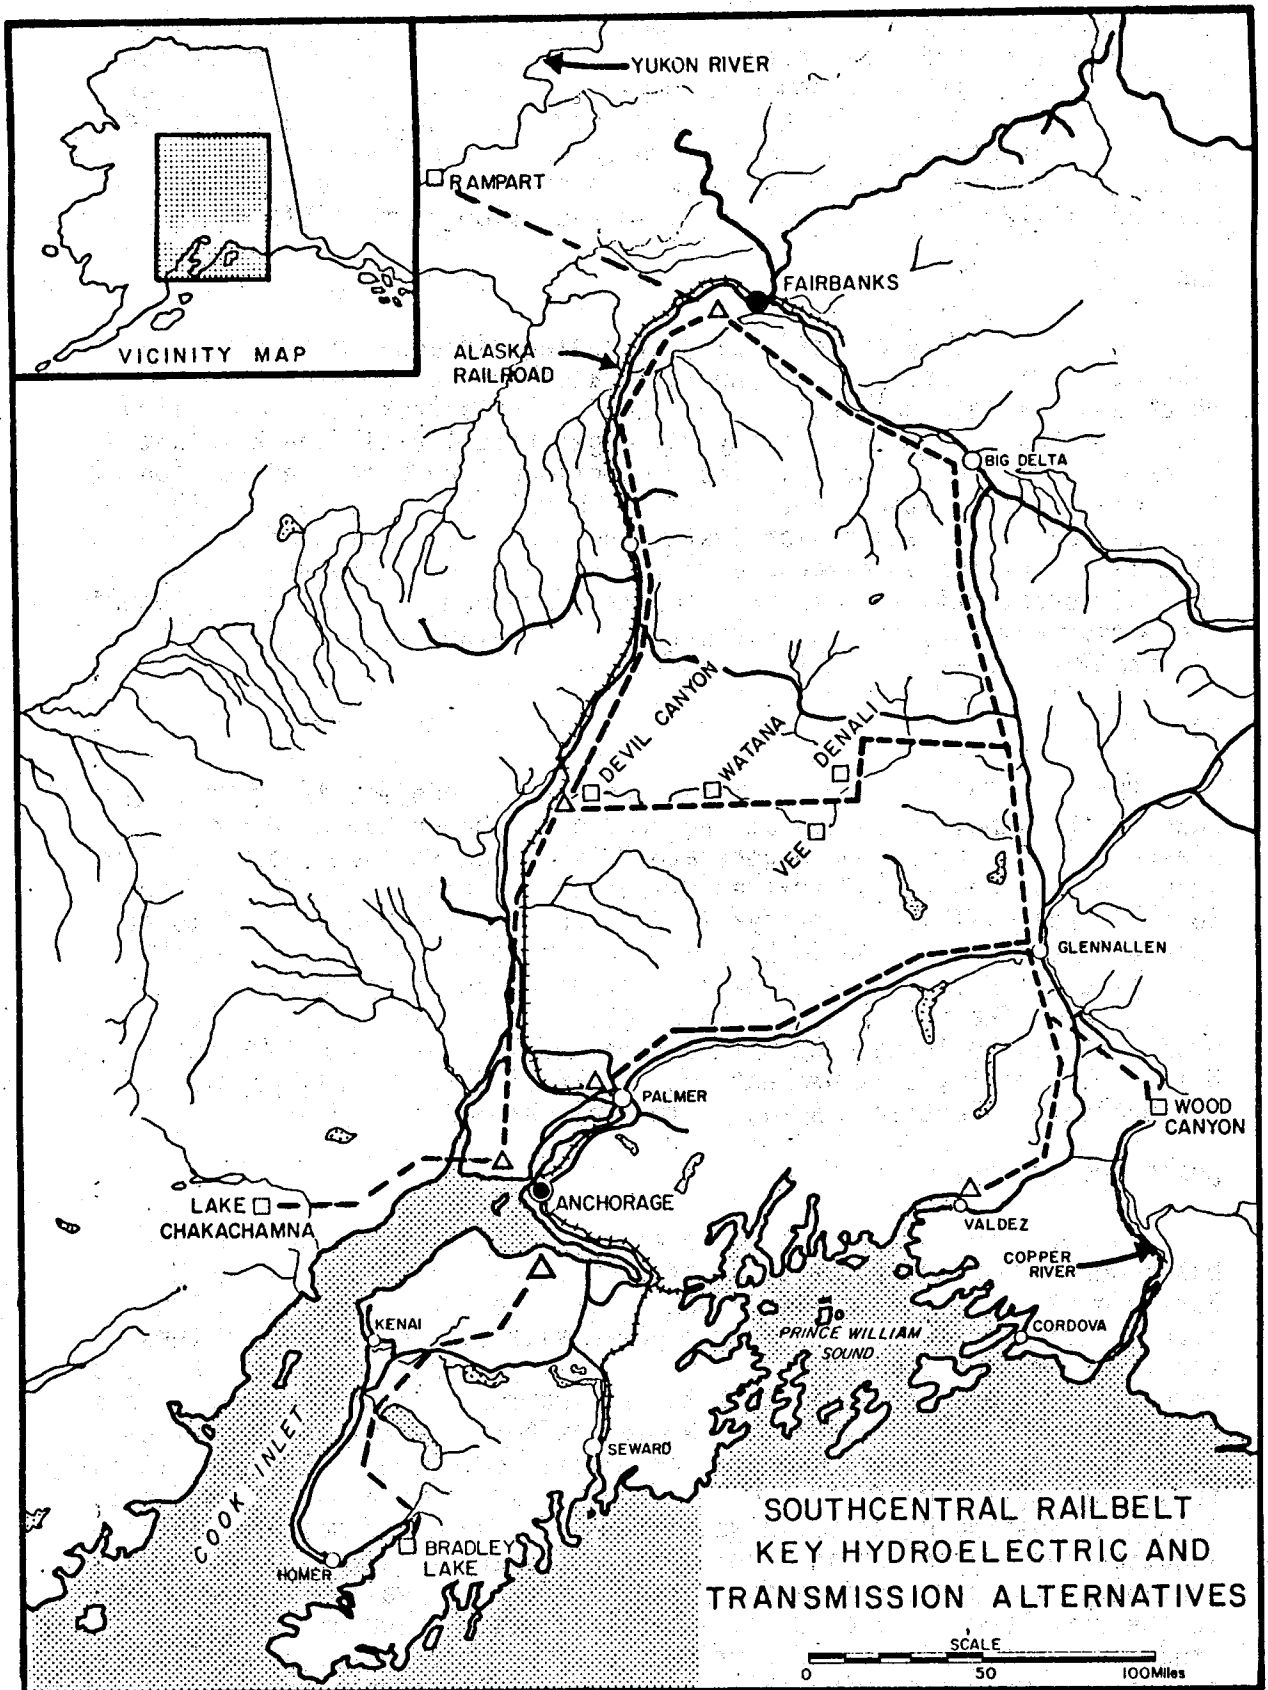 YUKON RIVER
RAMPART
FAIRBANKS
VICINITY MAP
ALASKA
RAILROAD
BIG DELTA
DEVIL CANYON
WATANA
DENALI
VEE
GLENNALLEN
PALMER
WOOD
CANYON
LAKE
CHAKACHAMNA
ANCHORAGE
VALDEZ
COPPER
RIVER
KENAI
PRINCE WILLIAM
SOUND
CORDOVA
COOK INLET
SEWARD
HOMER
BRADLEY
LAKE
SOUTHCENTRAL RAILBELT
KEY HYDROELECTRIC AND
TRANSMISSION ALTERNATIVES
SCALE
0 50 100 Miles